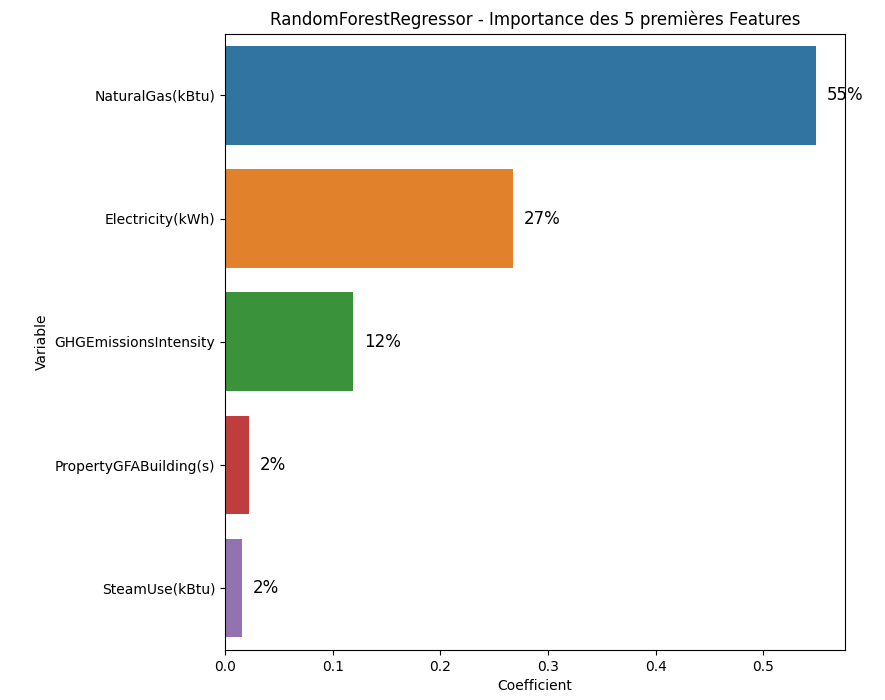 RandomForestRegressor - Importance des 5 premières Features
NaturalGas(kBtu)
55%
Electricity(kWh)
27%
GHGEmissionsIntensity
12%
PropertyGFABuilding(s)
2%
SteamUse(kBtu)
2%
Variable
0.0 0.1 0.2 0.3 0.4 0.5
Coefficient